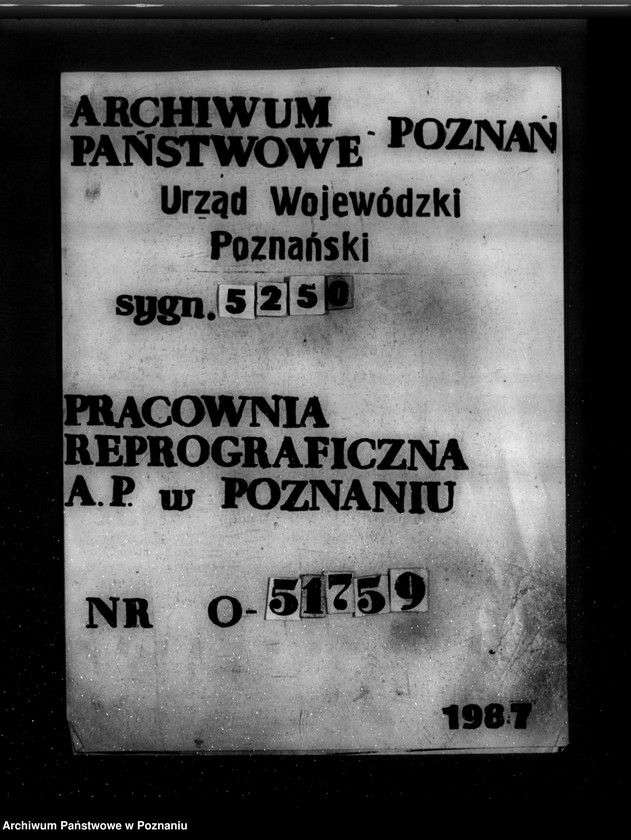 ARCHIWUM
PAŃSTWOWE - POZNAŃ
Urząd Wojewódzki
Poznański
sygn. 5250
PRACOWNIA
REPROGRAFICZNA
A.P. w POZNANIU
NR O-51759
1987
Archiwum Państwowe w Poznaniu